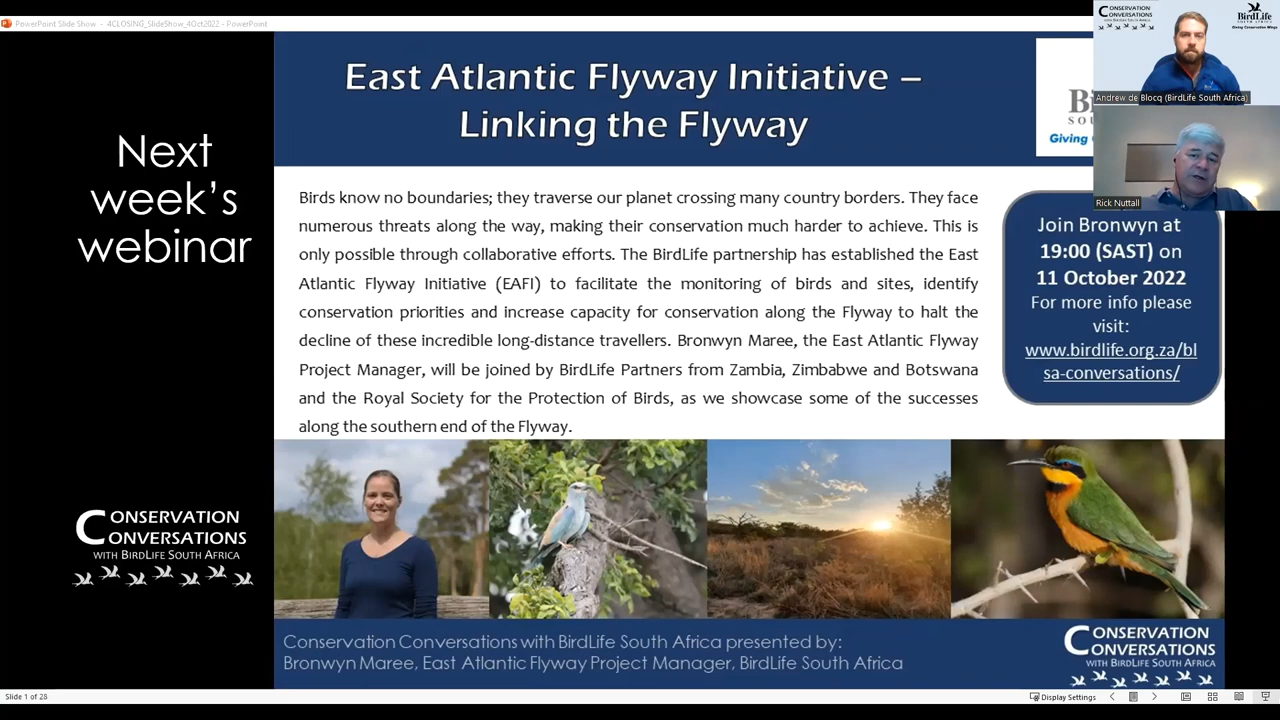 PowerPoint Slide Show - 4CLOSING_SlideShow_4Oct2022 - PowerPoint
Next
week's
webinar
East Atlantic Flyway Initiative –
Linking the Flyway
Giving
CONSERVATION
CONVERSATIONS
BirdLife
SOUTH AFRICA
Giving Conservation Wings
Andrew de Blocq (BirdLife South Africa)
Rick Nuttall
Birds know no boundaries; they traverse our planet crossing many country borders. They face
numerous threats along the way, making their conservation much harder to achieve. This is
only possible through collaborative efforts. The BirdLife partnership has established the East
Atlantic Flyway Initiative (EAFI) to facilitate the monitoring of birds and sites, identify
conservation priorities and increase capacity for conservation along the Flyway to halt the
decline of these incredible long-distance travellers. Bronwyn Maree, the East Atlantic Flyway
Project Manager, will be joined by BirdLife Partners from Zambia, Zimbabwe and Botswana
and the Royal Society for the Protection of Birds, as we showcase some of the successes
along the southern end of the Flyway.
Join Bronwyn at
19:00 (SAST) on
11 October 2022
For more info please
visit:
www.birdlife.org.za/bl
sa-conversations/
CONSERVATION
CONVERSATIONS
WITH BIRDLIFE SOUTH AFRICA
Conservation Conversations with BirdLife South Africa presented by:
Bronwyn Maree, East Atlantic Flyway Project Manager, BirdLife South Africa
CONSERVATION
CONVERSATIONS
WITH BIRDLIFE SOUTH AFRICA
Slide 1 of 28
Display Settings